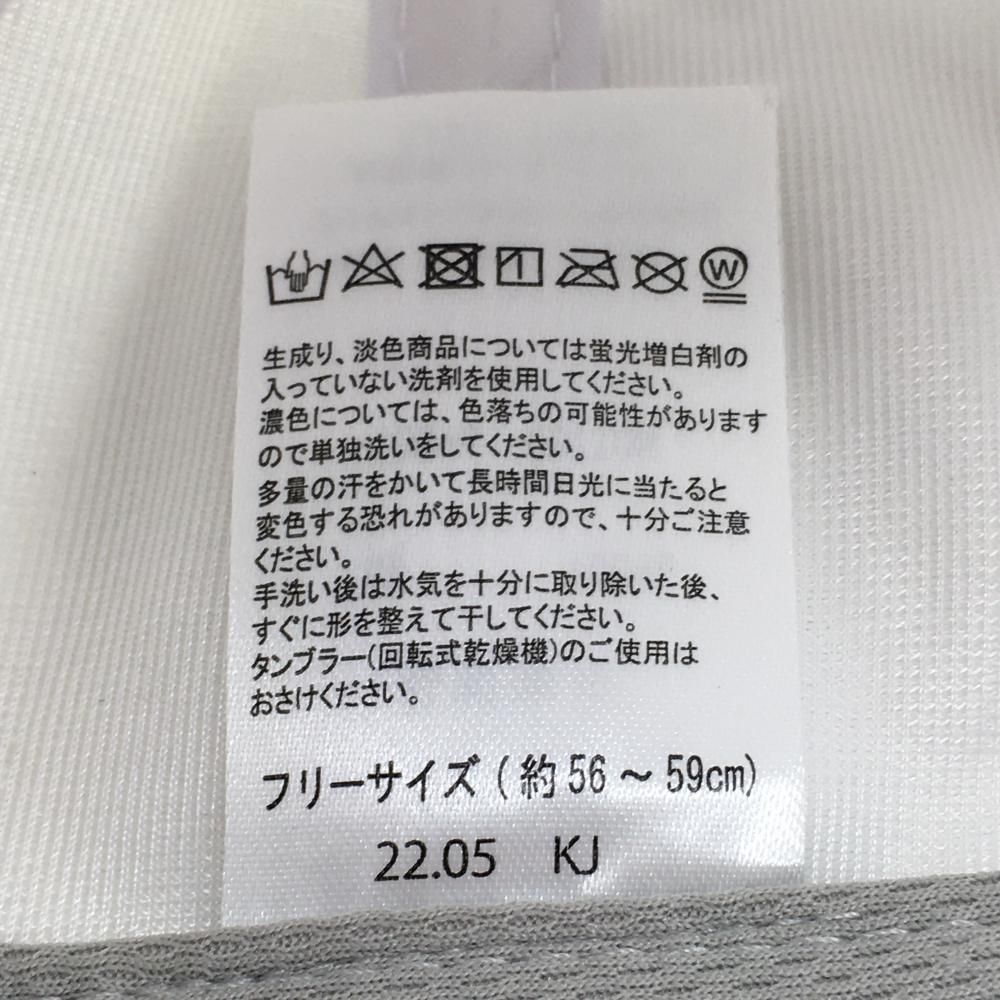 生成り、淡色商品については蛍光増白剤の
入っていない洗剤を使用してください。
濃色については、色落ちの可能性があります
ので単独洗いをしてください。
多量の汗をかいて長時間日光に当たると
変色する恐れがありますので、十分ご注意
ください。
手洗い後は水気を十分に取り除いた後、
すぐに形を整えて干してください。
タンブラー(回転式乾燥機)のご使用は
おさけください。
フリーサイズ(約56～59cm)
22.05 KJ